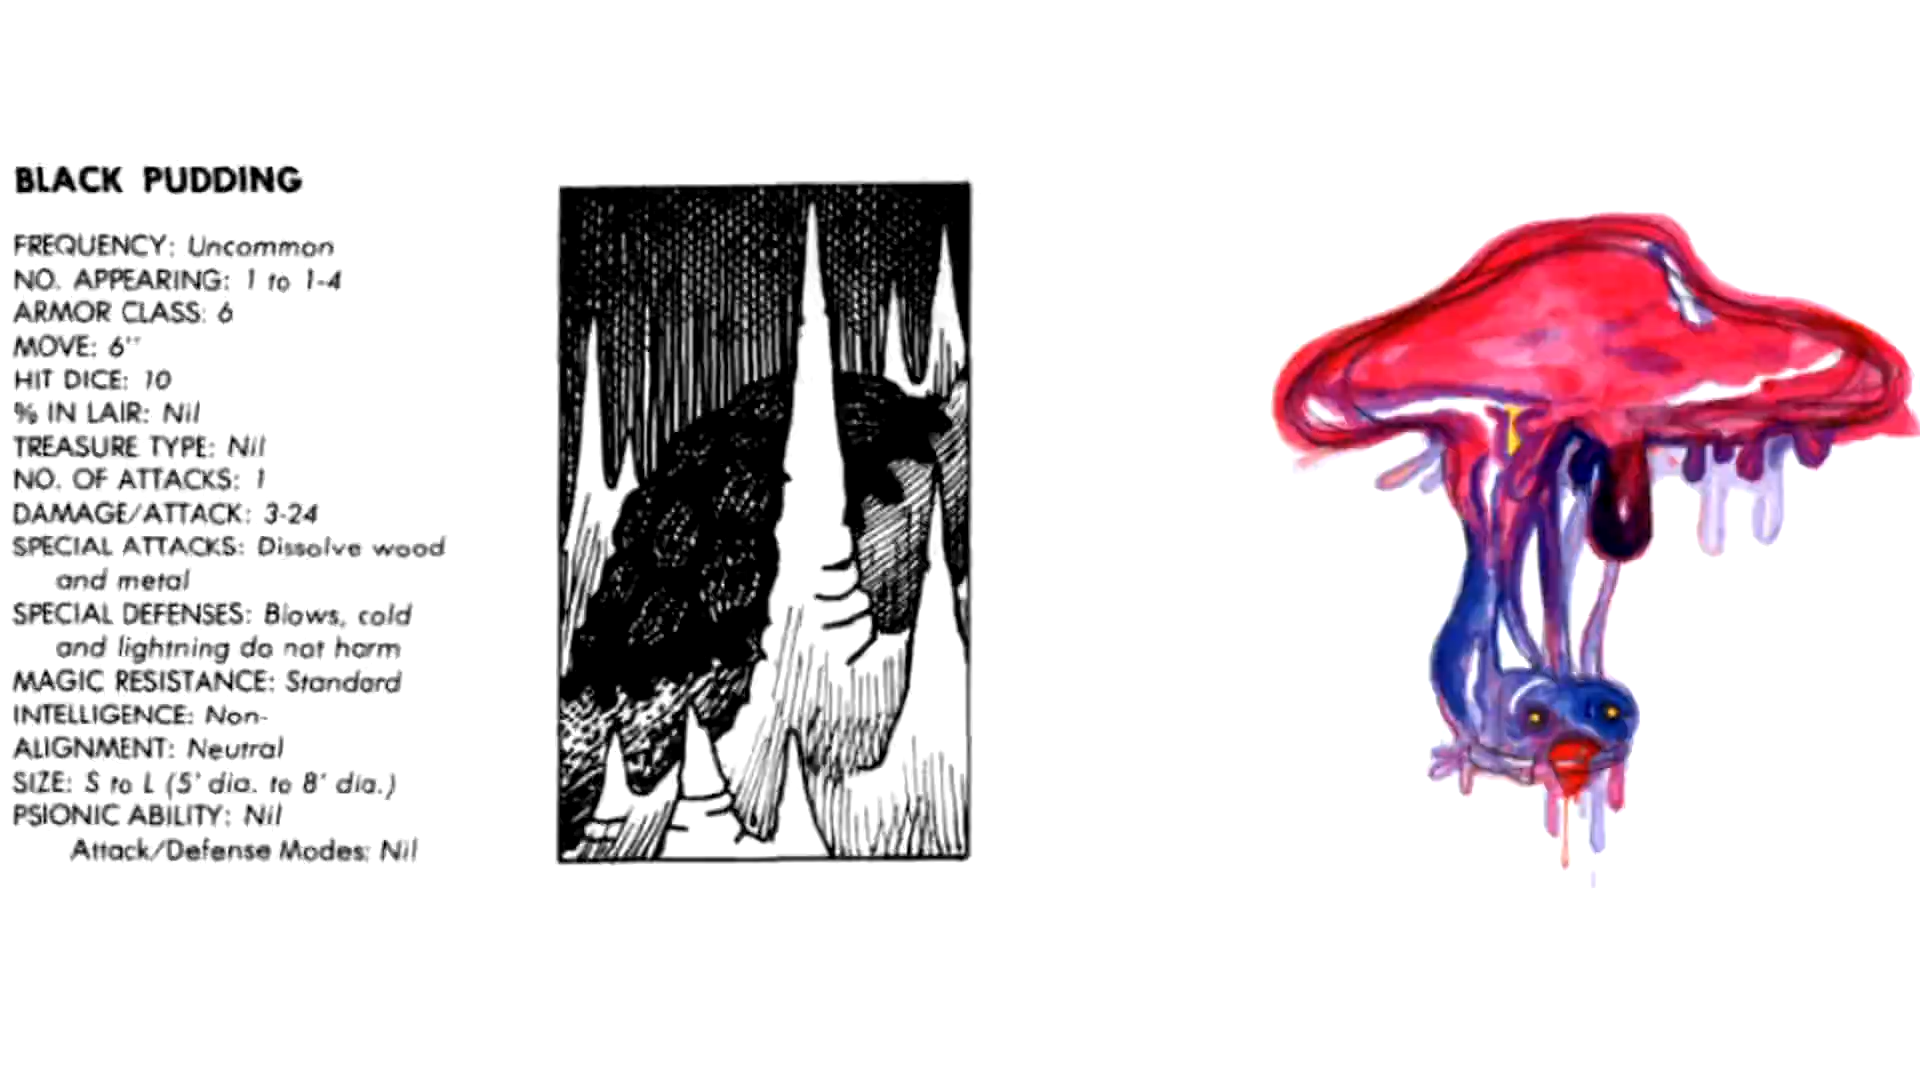 BLACK PUDDING
FREQUENCY: Uncommon
NO. APPEARING: 1 to 1-4
ARMOR CLASS: 6
MOVE: 6"
HIT DICE: 10
% IN LAIR: Nil
TREASURE TYPE: Nil
NO. OF ATTACKS: 1
DAMAGE/ATTACK: 3-24
SPECIAL ATTACKS: Dissolve wood
and metal
SPECIAL DEFENSES: Blows, cold
and lightning do not harm
MAGIC RESISTANCE: Standard
INTELLIGENCE: Non-
ALIGNMENT: Neutral
SIZE: S to L (5' dia. to 8' dia.)
PSIONIC ABILITY: Nil
Attack/Defense Modes: Nil